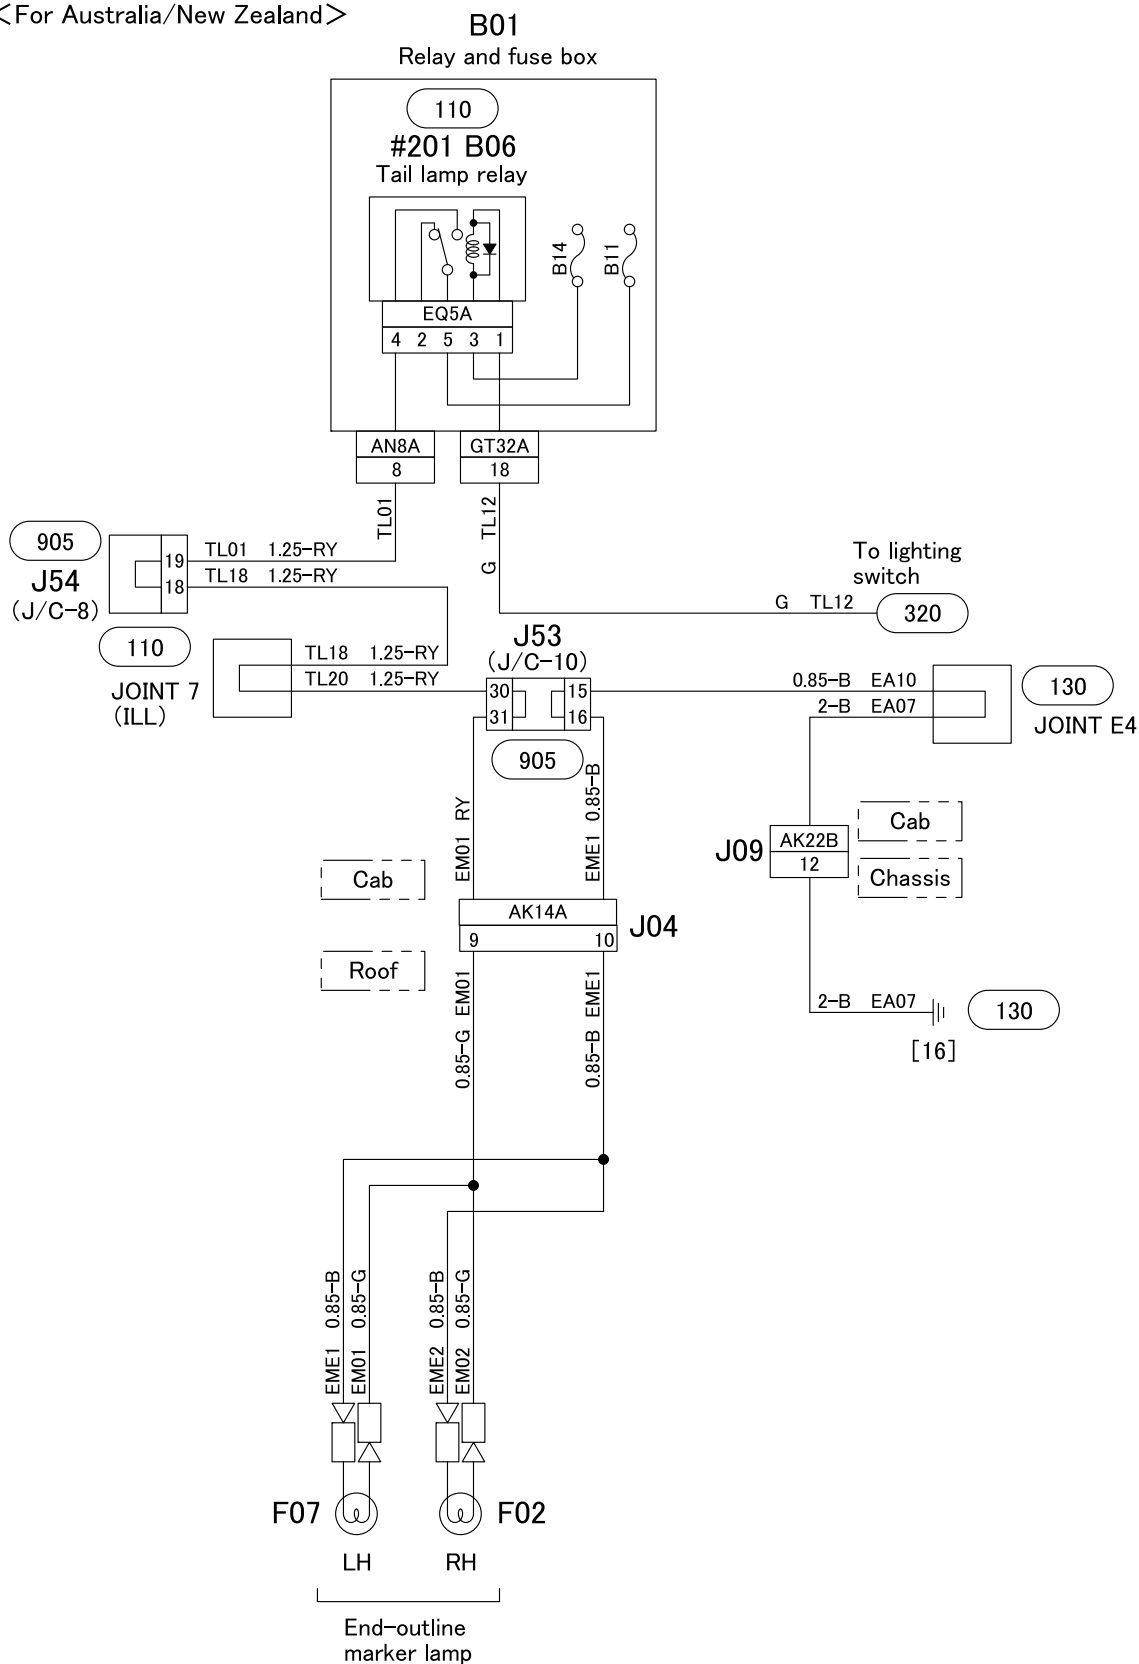 <For Australia/New Zealand>
B01
Relay and fuse box
110
#201 B06
Tail lamp relay
B14
B11
EQ5A
4 2 5 3 1
AN8A
8
GT32A
18
TL01
G TL12
905
J54
(J/C-8)
19
18
TL01 1.25-RY
TL18 1.25-RY
To lighting
switch
G TL12
320
110
JOINT 7
(ILL)
TL18 1.25-RY
TL20 1.25-RY
J53
(J/C-10)
30
31
15
16
905
0.85-B EA10
2-B EA07
130
JOINT E4
EM01 RY
EME1 0.85-B
Cab
Roof
AK14A
9 10
J04
J09
AK22B
12
Cab
Chassis
0.85-G EM01
0.85-B EME1
2-B EA07
130
[16]
EME1 0.85-B
EM01 0.85-G
EME2 0.85-B
EM02 0.85-G
F07
F02
LH
RH
End-outline
marker lamp